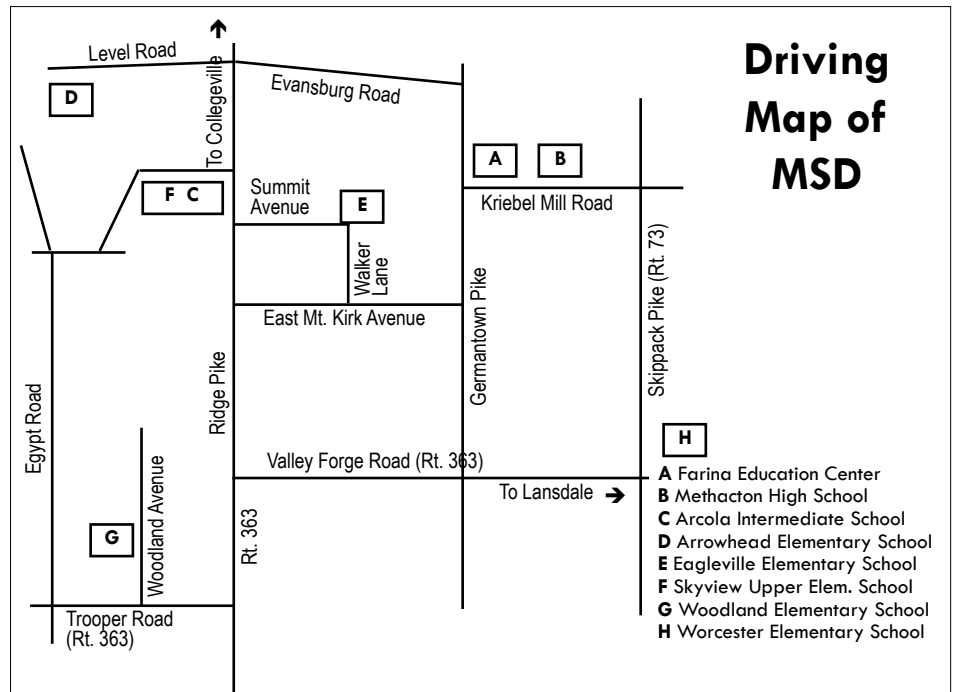 Driving
Map of
MSD
Level Road
To Collegeville
Evansburg Road
D
A
B
F C
Summit
Avenue
E
Kriebel Mill Road
Walker
Lane
Skippack Pike (Rt. 73)
East Mt. Kirk Avenue
Germantown Pike
Ridge Pike
Egypt Road
H
Valley Forge Road (Rt. 363)
To Lansdale
Woodland Avenue
G
Rt. 363
Trooper Road
(Rt. 363)
A Farina Education Center
B Methacton High School
C Arcola Intermediate School
D Arrowhead Elementary School
E Eagleville Elementary School
F Skyview Upper Elem. School
G Woodland Elementary School
H Worcester Elementary School